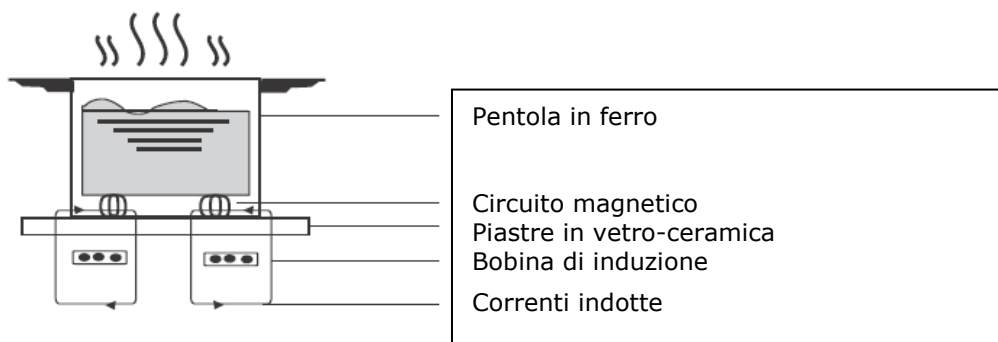 Pentola in ferro
Circuito magnetico
Piastre in vetro-ceramica
Bobina di induzione
Correnti indotte